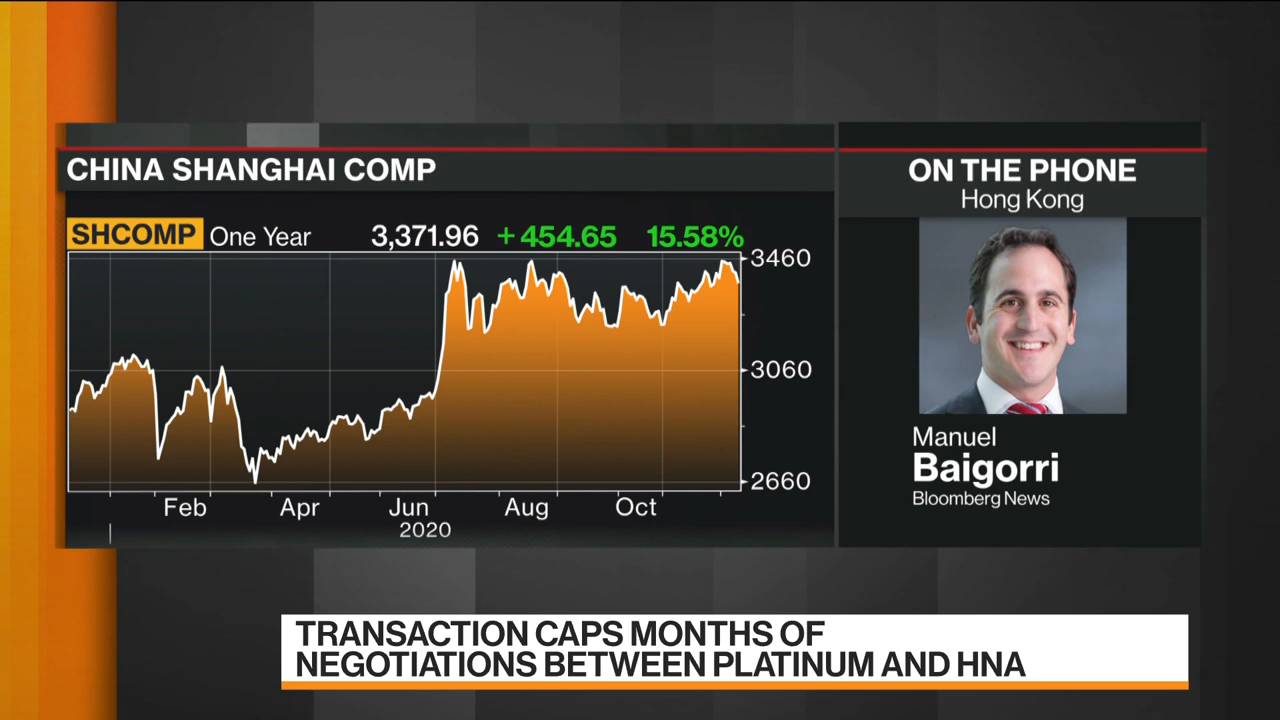 CHINA SHANGHAI COMP
SHCOMP One Year 3,371.96 +454.65 15.58%
3460
3060
2660
Feb Apr Jun Aug Oct
2020
ON THE PHONE
Hong Kong
Manuel
Baigorri
Bloomberg News
TRANSACTION CAPS MONTHS OF
NEGOTIATIONS BETWEEN PLATINUM AND HNA